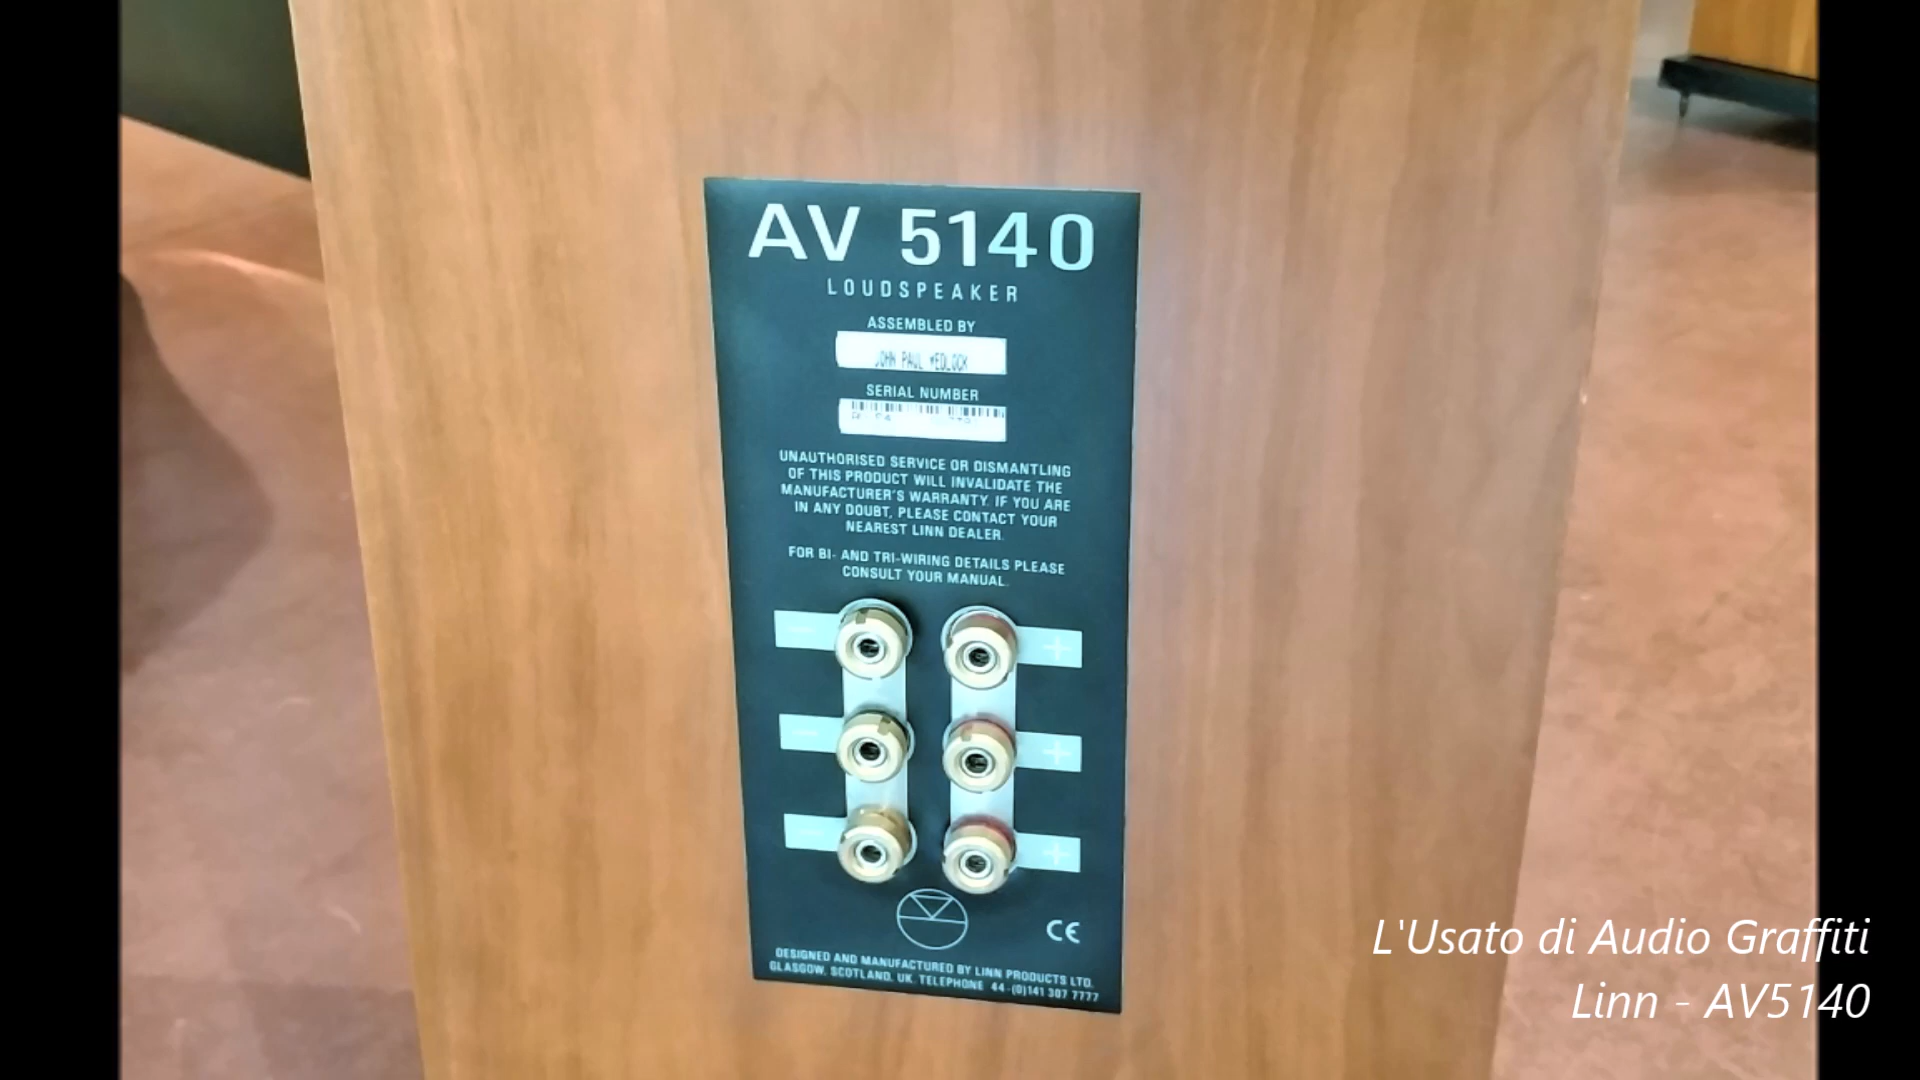 AV 5140
LOUDSPEAKER
ASSEMBLED BY
JOHN PAUL
SERIAL NUMBER
UNAUTHORISED SERVICE OR DISMANTLING
OF THIS PRODUCT WILL INVALIDATE THE
MANUFACTURER'S WARRANTY. IF YOU ARE
IN ANY DOUBT, PLEASE CONTACT YOUR
NEAREST LINN DEALER.
FOR BI- AND TRI-WIRING DETAILS PLEASE
CONSULT YOUR MANUAL.
- +
- +
- +
CE
DESIGNED AND MANUFACTURED BY LINN PRODUCTS LTD.
GLASGOW, SCOTLAND, UK. TELEPHONE 44-(0)141 307 7777
L'Usato di Audio Graffiti
Linn - AV5140